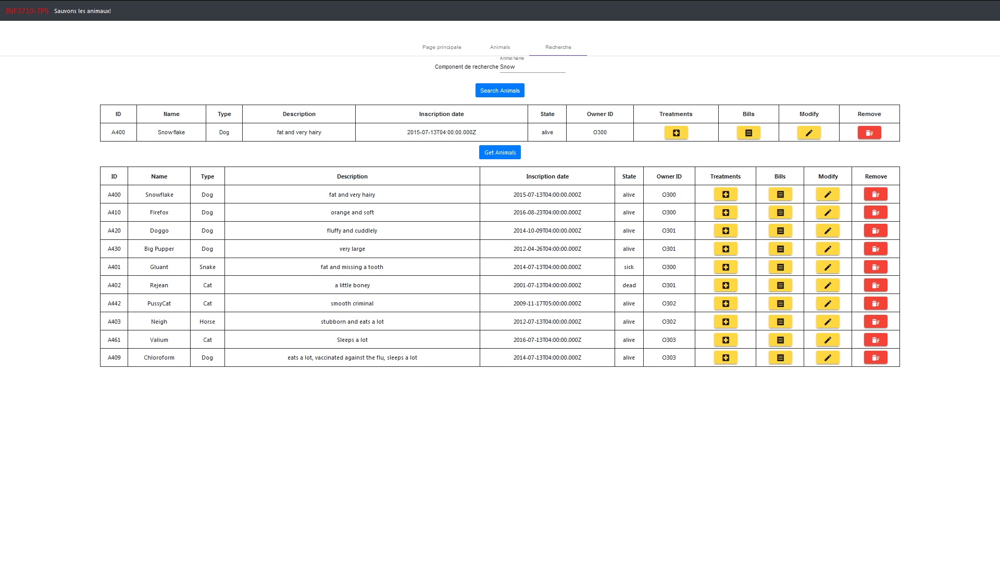 INF3710-TP5 Sauvons les animaux!
Page principale Animals Recherche
Animal Name
Component de recherche Snow
Search Animals
ID Name Type Description Inscription date State Owner ID Treatments Bills Modify Remove
A400 Snowflake Dog fat and very hairy 2015-07-13T04:00:00.000Z alive O300
Get Animals
ID Name Type Description Inscription date State Owner ID Treatments Bills Modify Remove
A400 Snowflake Dog fat and very hairy 2015-07-13T04:00:00.000Z alive O300
A410 Firefox Dog orange and soft 2016-08-23T04:00:00.000Z alive O300
A420 Doggo Dog fluffy and cuddlely 2014-10-09T04:00:00.000Z alive O301
A430 Big Pupper Dog very large 2012-04-26T04:00:00.000Z alive O301
A401 Gluant Snake fat and missing a tooth 2014-07-13T04:00:00.000Z sick O300
A402 Rejean Cat a little boney 2001-07-13T04:00:00.000Z dead O301
A442 PussyCat Cat smooth criminal 2009-11-17T05:00:00.000Z alive O302
A403 Neigh Horse stubborn and eats a lot 2012-07-13T04:00:00.000Z alive O302
A461 Valium Cat Sleeps a lot 2016-07-13T04:00:00.000Z alive O303
A409 Chloroform Dog eats a lot, vaccinated against the flu, sleeps a lot 2014-07-13T04:00:00.000Z alive O303